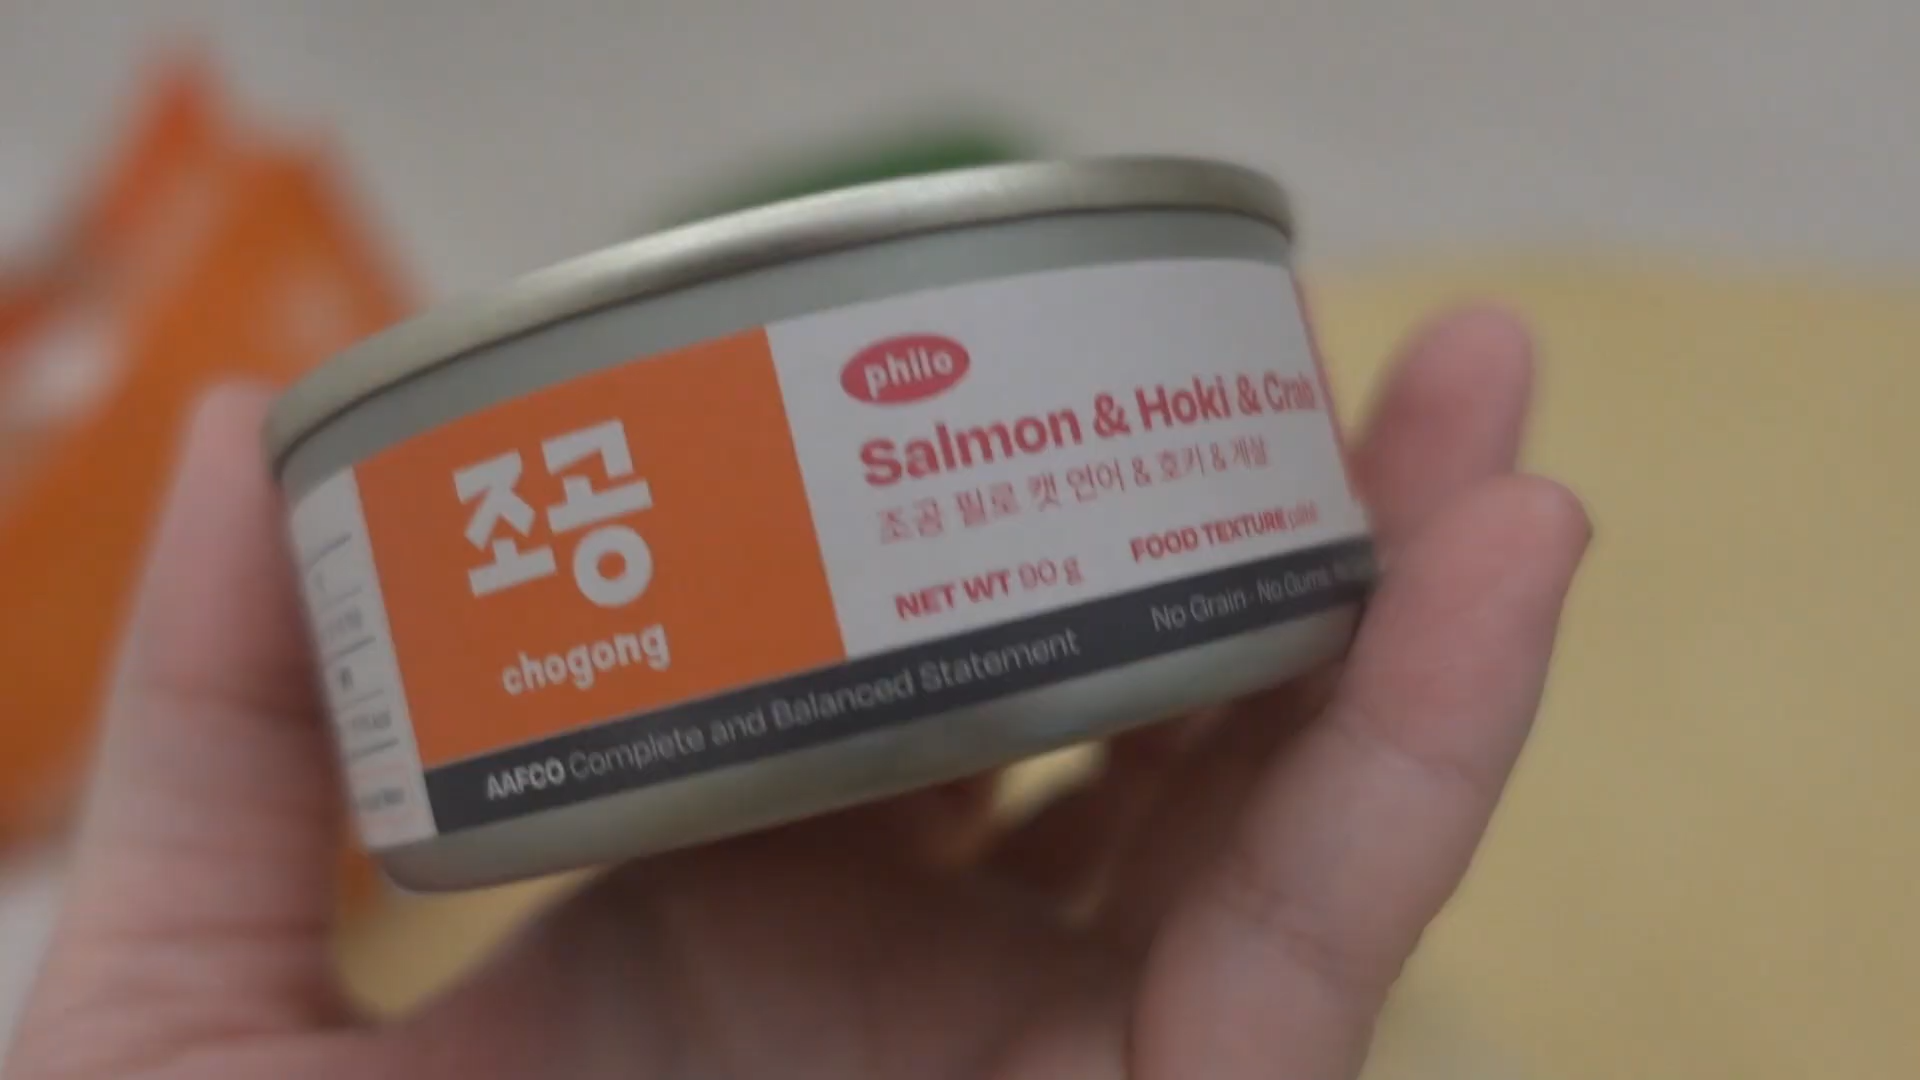 조공
chogong
philo
Salmon & Hoki & Crab
조공 필로 캣 연어 & 호키 & 게살
NET WT 90 g
FOOD TEXTURE
AAFCO Complete and Balanced Statement
No Grain · No Gums